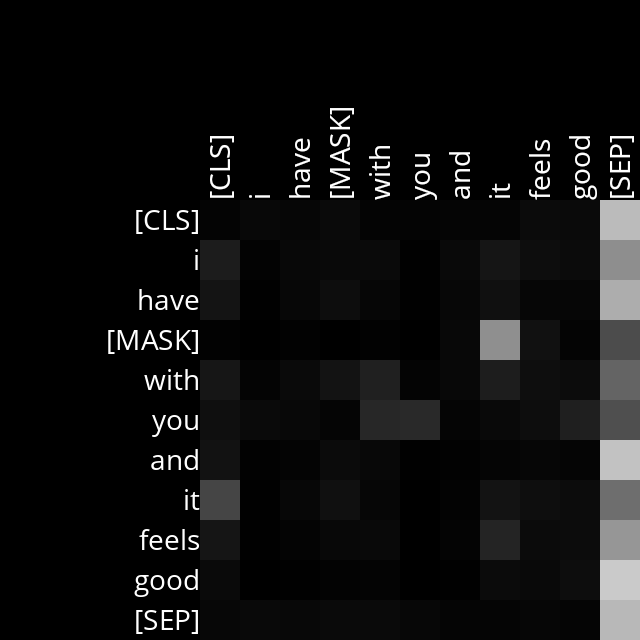 [CLS] i have [MASK] with you and it feels good [SEP]
[CLS]
i
have
[MASK]
with
you
and
it
feels
good
[SEP]